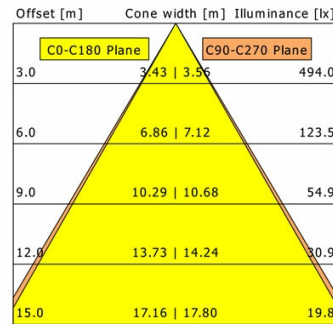 Offset [m] Cone width [m] Illuminance [lx]
C0-C180 Plane C90-C270 Plane
3.0 3.43 | 3.56 494.0
6.0 6.86 | 7.12 123.5
9.0 10.29 | 10.68 54.9
12.0 13.73 | 14.24 30.9
15.0 17.16 | 17.80 19.8